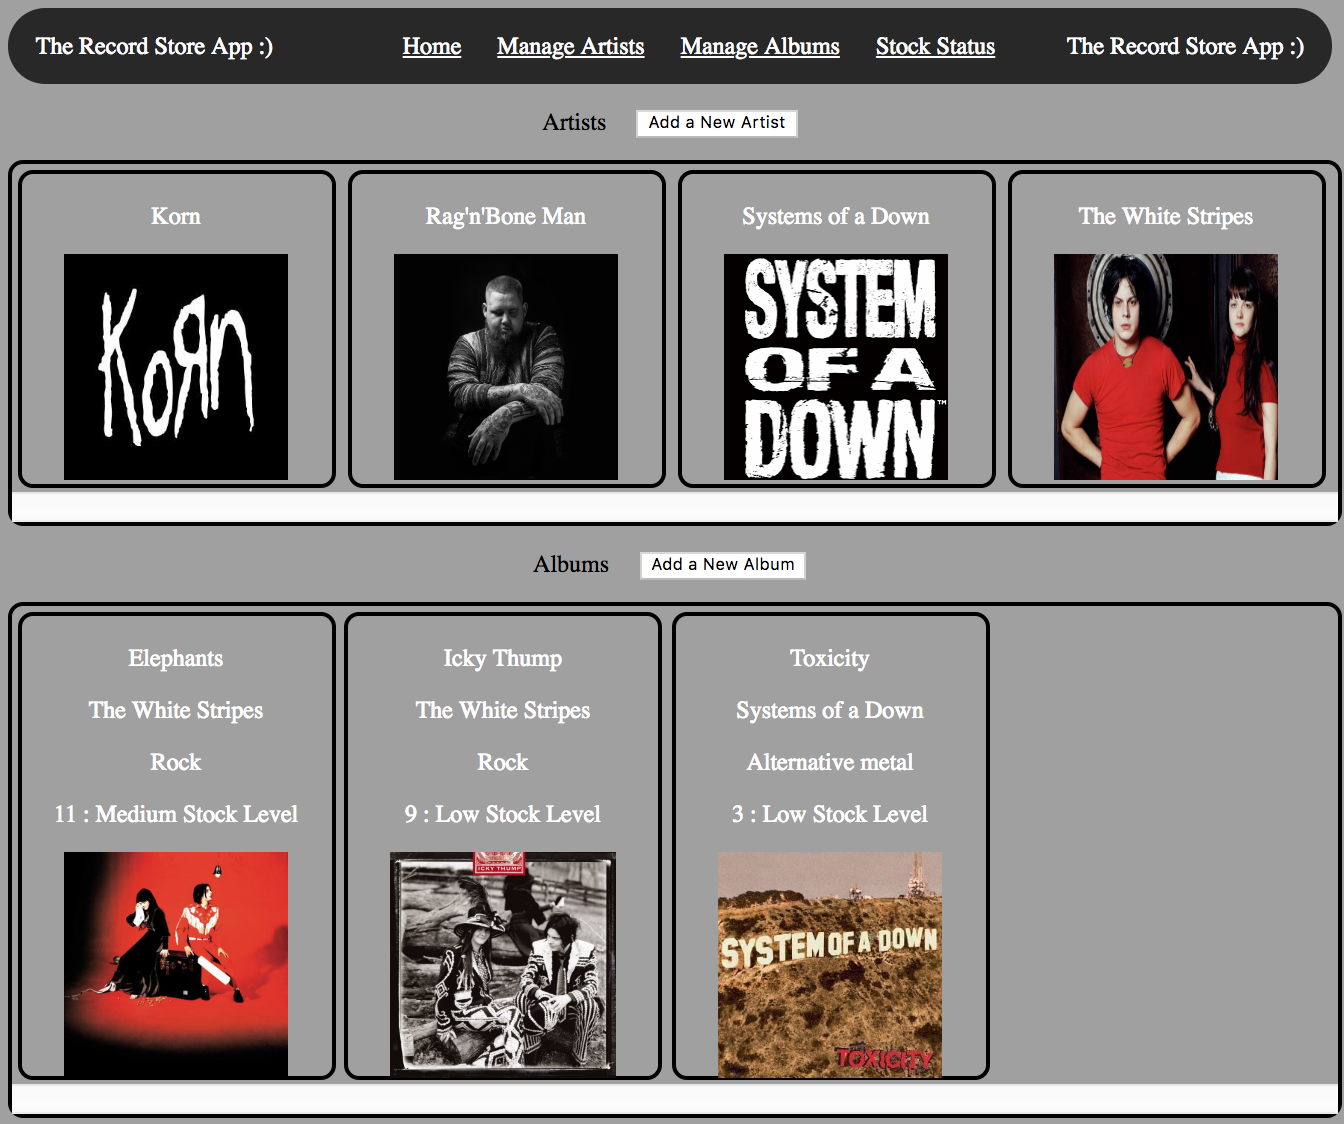 The Record Store App :) Home Manage Artists Manage Albums Stock Status The Record Store App :)
Artists Add a New Artist
Korn Rag'n'Bone Man Systems of a Down The White Stripes
KoRn
SYSTEM
OF A
DOWN™
Albums Add a New Album
Elephants Icky Thump Toxicity
The White Stripes The White Stripes Systems of a Down
Rock Rock Alternative metal
11 : Medium Stock Level 9 : Low Stock Level 3 : Low Stock Level
ICKY THUMP
SYSTEM OF A DOWN
TOXICITY